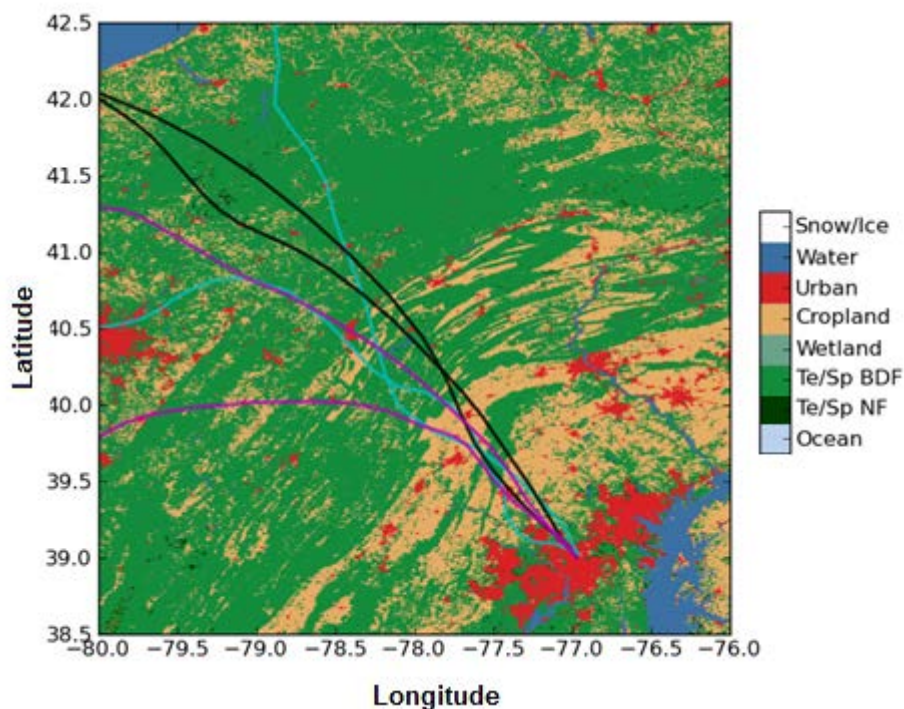 42.5
42.0
41.5
41.0
40.5
40.0
39.5
39.0
38.5
Latitude
−80.0 −79.5 −79.0 −78.5 −78.0 −77.5 −77.0 −76.5 −76.0
Longitude
Snow/Ice
Water
Urban
Cropland
Wetland
Te/Sp BDF
Te/Sp NF
Ocean